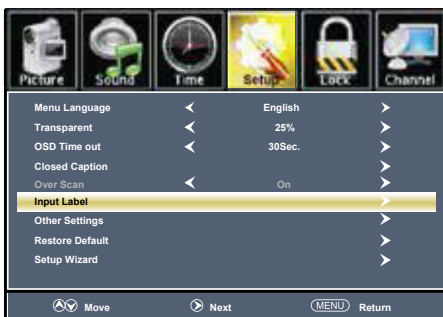 Picture Sound Time Setup Lock Channel
Menu Language English
Transparent 25%
OSD Time out 30Sec.
Closed Caption
Over Scan On
Input Label
Other Settings
Restore Default
Setup Wizard
Move Next MENU Return